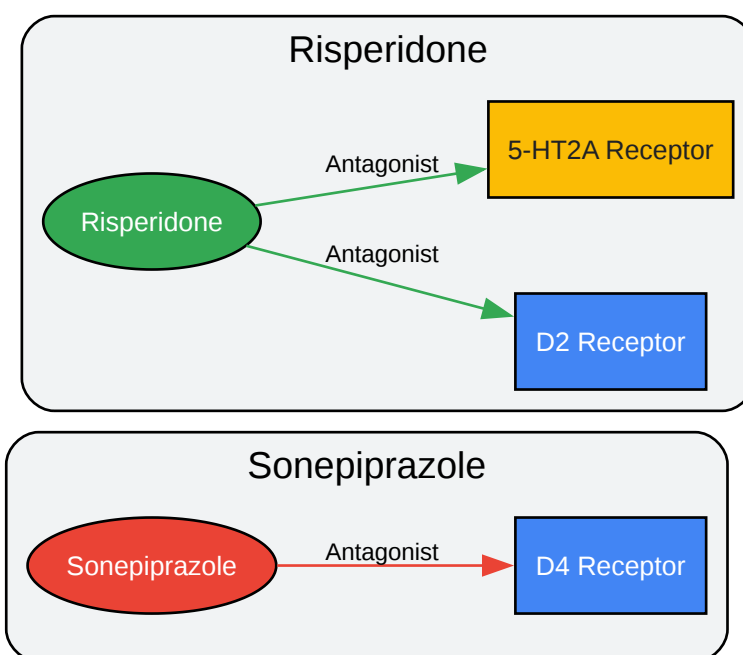 Risperidone
5-HT2A Receptor
Antagonist
Risperidone
Antagonist
D2 Receptor
Sonepiprazole
Antagonist
Sonepiprazole
D4 Receptor